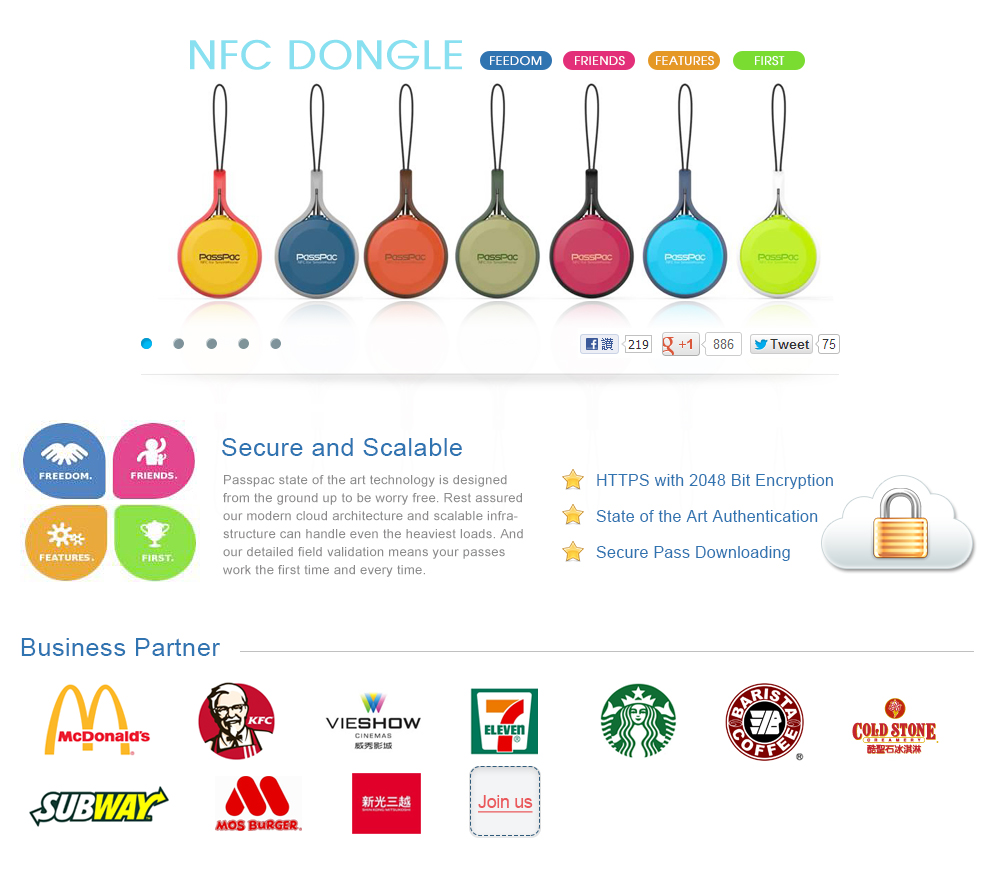 NFC DONGLE
FEEDOM
FRIENDS
FEATURES
FIRST
PassPac
PassPac
PassPac
PassPac
PassPac
PassPac
PassPac
讚
219
+1
886
Tweet
75
FREEDOM.
FRIENDS.
FEATURES.
FIRST.
Secure and Scalable
Passpac state of the art technology is designed
from the ground up to be worry free. Rest assured
our modern cloud architecture and scalable infra-
structure can handle even the heaviest loads. And
our detailed field validation means your passes
work the first time and every time.
HTTPS with 2048 Bit Encryption
State of the Art Authentication
Secure Pass Downloading
Business Partner
McDonald's
KFC
VIESHOW
CINEMAS
威秀影城
7
ELEVEN
®
BARISTA
COFFEE
®
COLD STONE
CREAMERY
酷聖石冰淇淋
SUBWAY
MOS BURGER
新光三越
SHIN KONG MITSUKOSHI
Join us